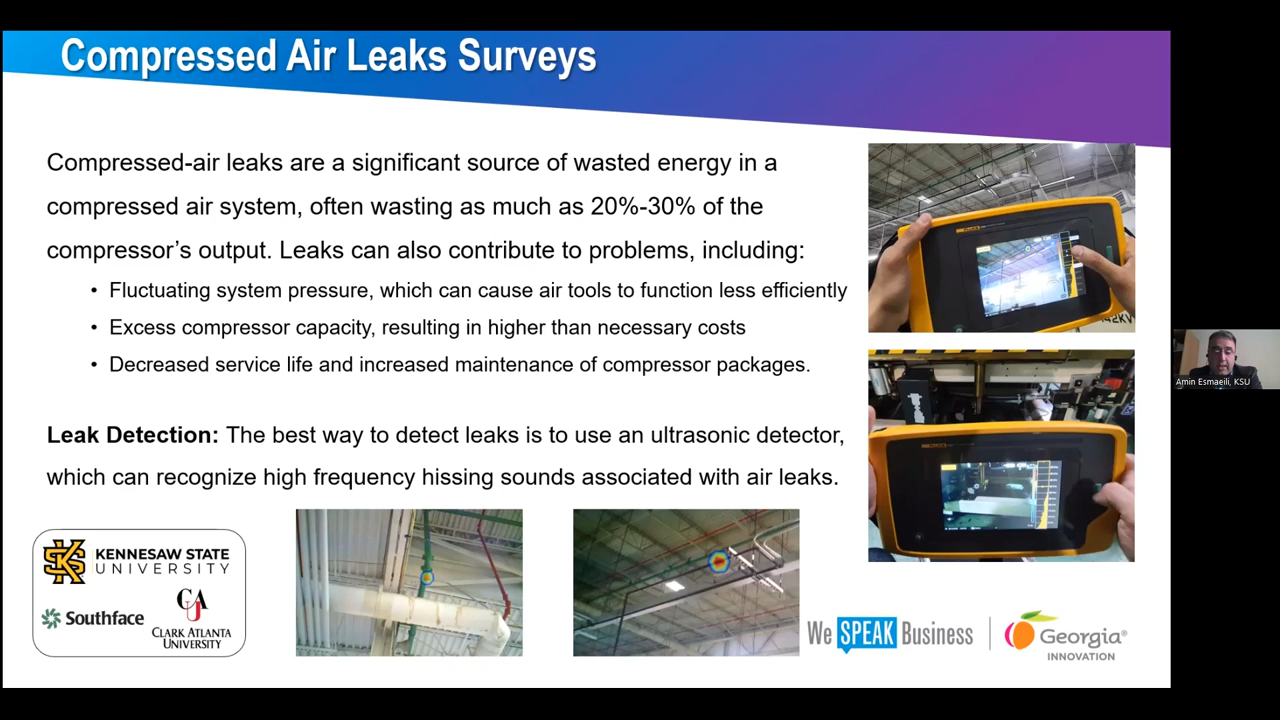 Compressed Air Leaks Surveys
Compressed-air leaks are a significant source of wasted energy in a
compressed air system, often wasting as much as 20%-30% of the
compressor’s output. Leaks can also contribute to problems, including:
• Fluctuating system pressure, which can cause air tools to function less efficiently
• Excess compressor capacity, resulting in higher than necessary costs
• Decreased service life and increased maintenance of compressor packages.
Leak Detection: The best way to detect leaks is to use an ultrasonic detector,
which can recognize high frequency hissing sounds associated with air leaks.
KENNESAW STATE
UNIVERSITY
Southface
CAU
CLARK ATLANTA
UNIVERSITY
We SPEAK Business
Georgia®
INNOVATION
Amin Esmaeili, KSU